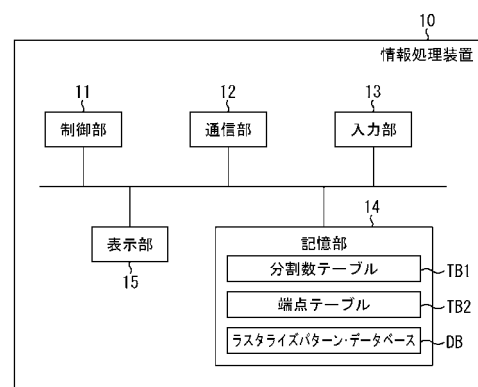 10
情報処理装置
11 12 13
制御部 通信部 入力部
14
表示部
15
記憶部
分割数テーブル TB1
端点テーブル TB2
ラスタライズパターン・データベース DB